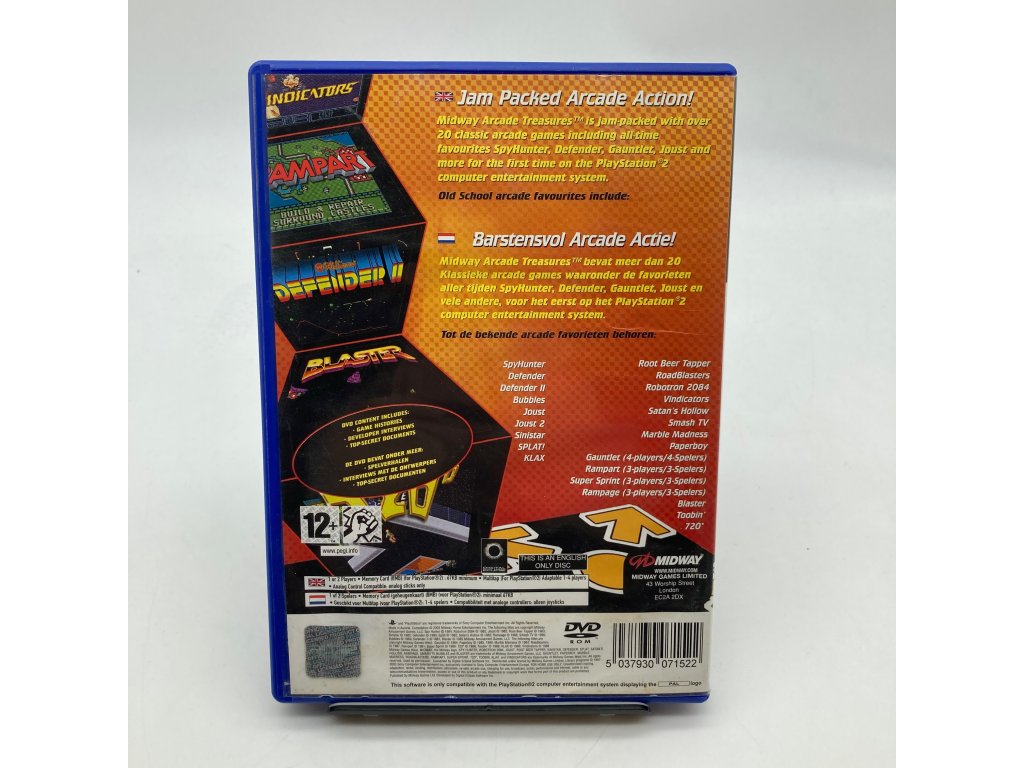 INDICATORS
AMPART
BUILD & REPAIR
SURROUND CASTLES
DEFENDER II
BLASTER
Jam Packed Arcade Action!
Midway Arcade Treasures™ is jam-packed with over
20 classic arcade games including all-time
favourites SpyHunter, Defender, Gauntlet, Joust and
more for the first time on the PlayStation®2
computer entertainment system.
Old School arcade favourites include:
Barstensvol Arcade Actie!
Midway Arcade Treasures™ bevat meer dan 20
Klassieke arcade games waaronder de favorieten
aller tijden SpyHunter, Defender, Gauntlet, Joust en
vele andere, voor het eerst op het PlayStation®2
computer entertainment system.
Tot de bekende arcade favorieten behoren:
SpyHunter
Defender
Defender II
Bubbles
Joust
Joust 2
Sinistar
SPLAT!
KLAX
Root Beer Tapper
RoadBlasters
Robotron 2084
Vindicators
Satan's Hollow
Smash TV
Marble Madness
Paperboy
Gauntlet (4-players/4-Spelers)
Rampart (3-players/3-Spelers)
Super Sprint (3-players/3-Spelers)
Rampage (3-players/3-Spelers)
Blaster
Toobin'
720°
DVD CONTENT INCLUDES:
- GAME HISTORIES
- DEVELOPER INTERVIEWS
- TOP-SECRET DOCUMENTS
DE DVD BEVAT ONDER MEER:
- SPELVERHALEN
- INTERVIEWS MET DE ONTWERPERS
- TOP-SECRET DOCUMENTEN
12+
www.pegi.info
THIS IS AN ENGLISH
ONLY DISC
MIDWAY
WWW.MIDWAY.COM
MIDWAY GAMES LIMITED
43 Worship Street
London
EC2A 2DX
1 or 2 Players • Memory Card (8MB) (for PlayStation®2) : 67KB minimum • Multitap (For PlayStation®2) Adaptable 1-4 players
• Analog Control Compatible: analog sticks only
1 of 2 Spelers • Memory Card (geheugenkaart) (8MB) (voor PlayStation®2): minimaal 67KB
• Geschikt voor Multitap (voor PlayStation®2): 1-4 spelers • Compatibiliteit met analoge controllers: alleen joysticks
DVD
ROM
5 037930 071522
This software is only compatible with the PlayStation®2 computer entertainment system displaying the PAL logo